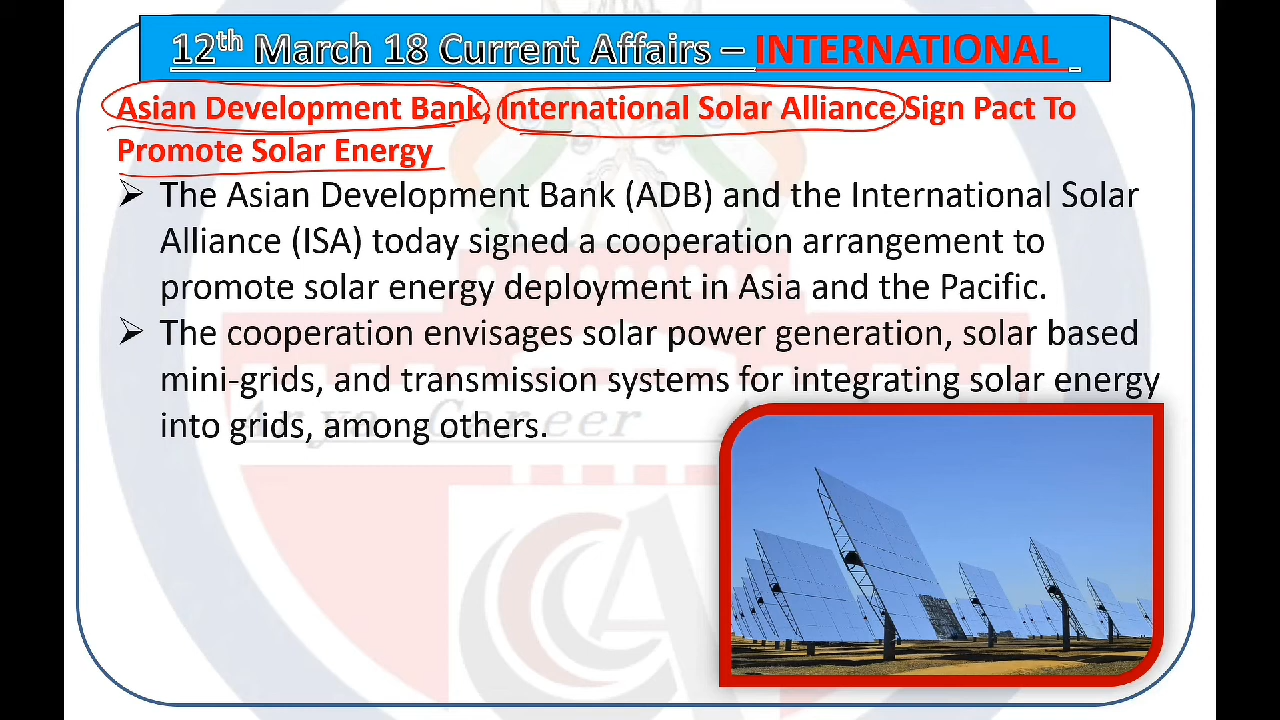 12th March 18 Current Affairs – INTERNATIONAL
Asian Development Bank, International Solar Alliance Sign Pact To
Promote Solar Energy
The Asian Development Bank (ADB) and the International Solar
Alliance (ISA) today signed a cooperation arrangement to
promote solar energy deployment in Asia and the Pacific.
The cooperation envisages solar power generation, solar based
mini-grids, and transmission systems for integrating solar energy
into grids, among others.
Career